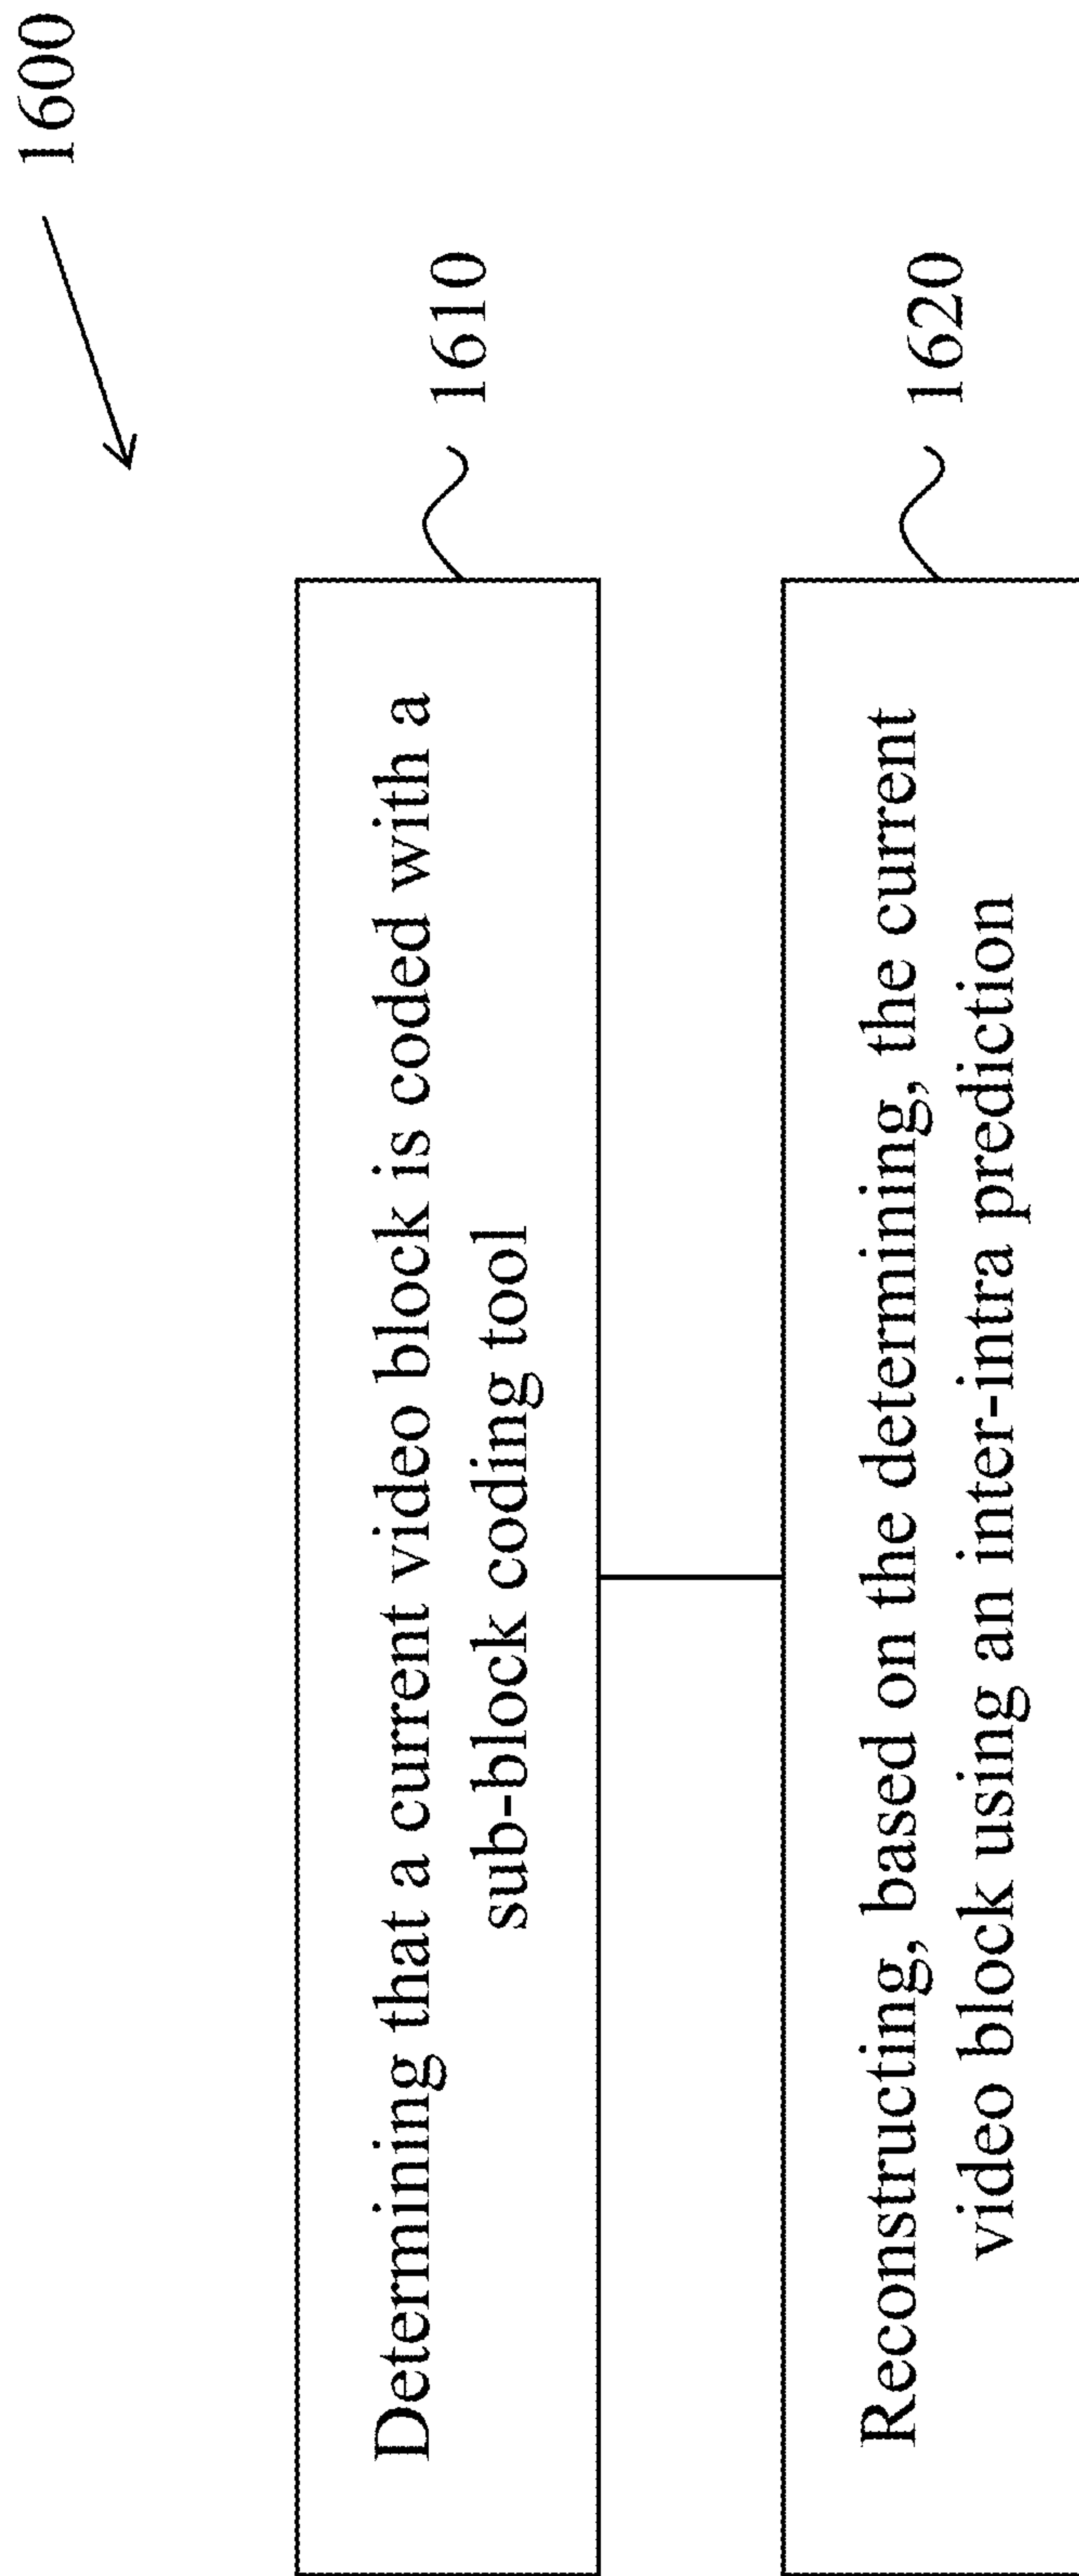 1600
Determining that a current video block is coded with a
sub-block coding tool
1610
Reconstructing, based on the determining, the current
video block using an inter-intra prediction
1620